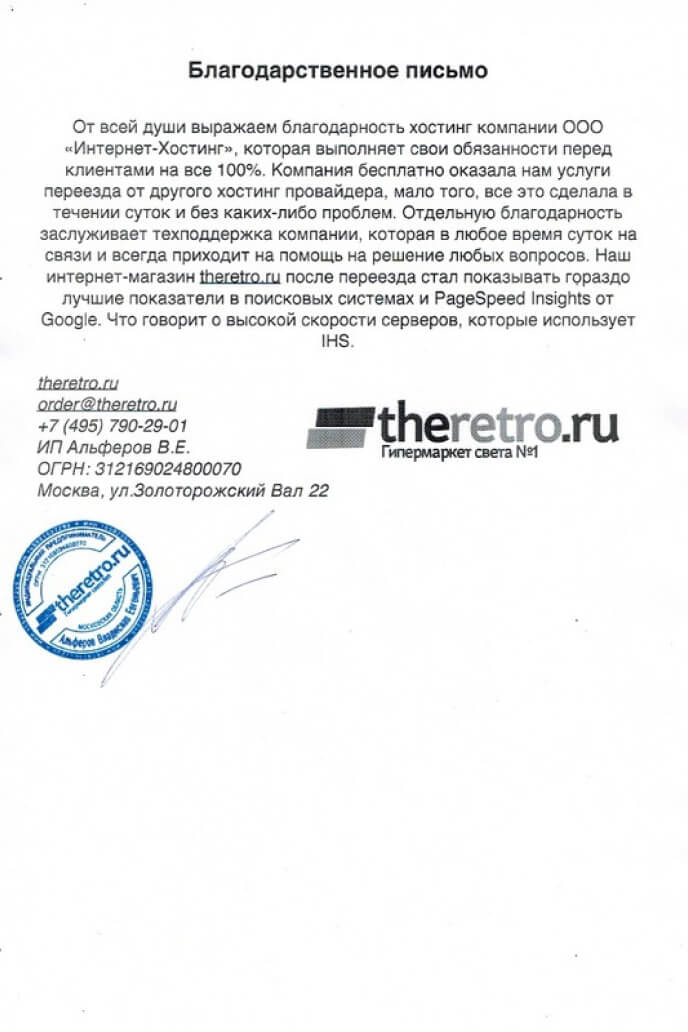 Благодарственное письмо
От всей души выражаем благодарность хостинг компании ООО
«Интернет-Хостинг», которая выполняет свои обязанности перед
клиентами на все 100%. Компания бесплатно оказала нам услуги
переезда от другого хостинг провайдера, мало того, все это сделала в
течении суток и без каких-либо проблем. Отдельную благодарность
заслуживает техподдержка компании, которая в любое время суток на
связи и всегда приходит на помощь на решение любых вопросов. Наш
интернет-магазин theretro.ru после переезда стал показывать гораздо
лучшие показатели в поисковых системах и PageSpeed Insights от
Google. Что говорит о высокой скорости серверов, которые использует
IHS.
theretro.ru
order@theretro.ru
+7 (495) 790-29-01
ИП Альферов В.Е.
ОГРН: 312169024800070
Москва, ул.Золоторожский Вал 22
theretro.ru
Гипермаркет света №1
ИНДИВИДУАЛЬНЫЙ ПРЕДПРИНИМАТЕЛЬ
theretro.ru
Гипермаркет света №1
МОСКОВСКАЯ ОБЛАСТЬ
Альферов Владислав Евгеньевич